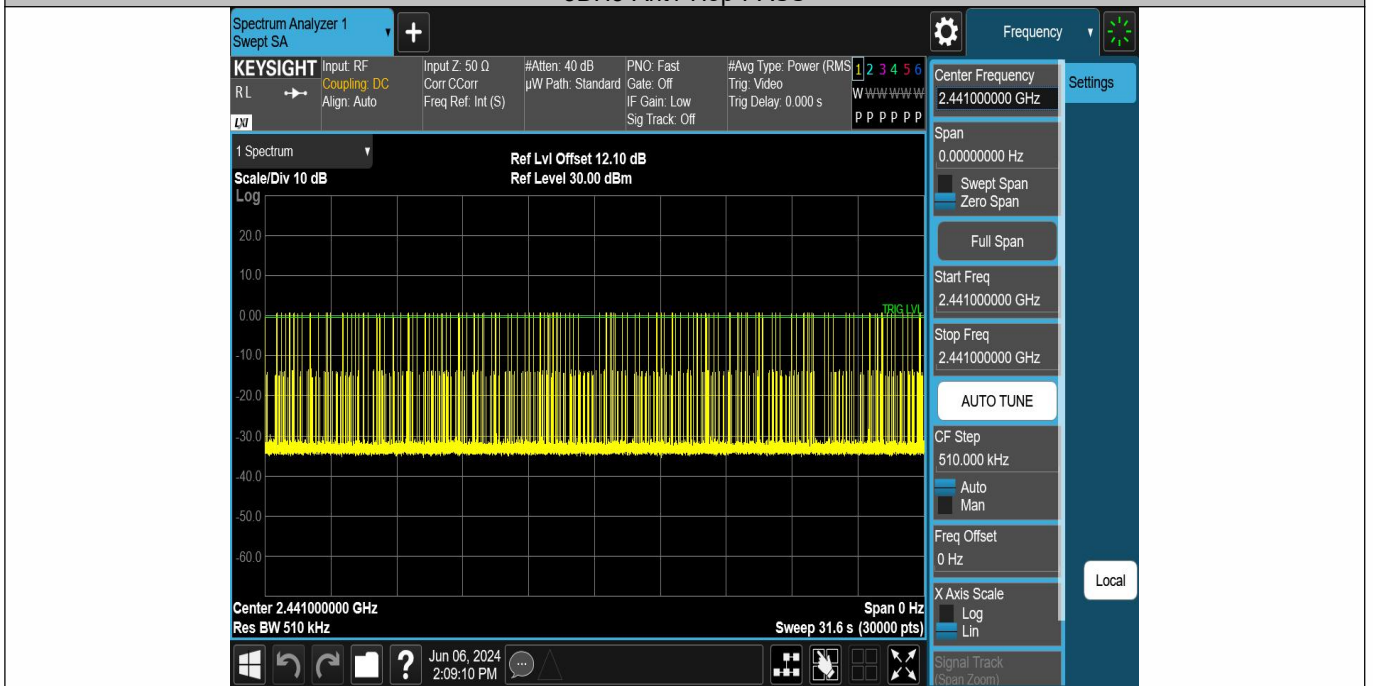 Spectrum Analyzer 1
Swept SA
+
Frequency
KEYSIGHT
RL
LXI
Input: RF
Coupling: DC
Align: Auto
Input Z: 50 Ω
Corr CCorr
Freq Ref: Int (S)
#Atten: 40 dB
µW Path: Standard
PNO: Fast
Gate: Off
IF Gain: Low
Sig Track: Off
#Avg Type: Power (RMS
Trig: Video
Trig Delay: 0.000 s
1 2 3 4 5 6
W W W W W W
P P P P P P
1 Spectrum
Scale/Div 10 dB
Ref Lvl Offset 12.10 dB
Ref Level 30.00 dBm
Log
20.0
10.0
0.00
TRIG LVL
-10.0
-20.0
-30.0
-40.0
-50.0
-60.0
Center 2.441000000 GHz
Res BW 510 kHz
Span 0 Hz
Sweep 31.6 s (30000 pts)
Center Frequency
2.441000000 GHz
Settings
Span
0.00000000 Hz
Swept Span
Zero Span
Full Span
Start Freq
2.441000000 GHz
Stop Freq
2.441000000 GHz
AUTO TUNE
CF Step
510.000 kHz
Auto
Man
Freq Offset
0 Hz
Local
X Axis Scale
Log
Lin
Signal Track
(Span Zoom)
?
Jun 06, 2024
2:09:10 PM